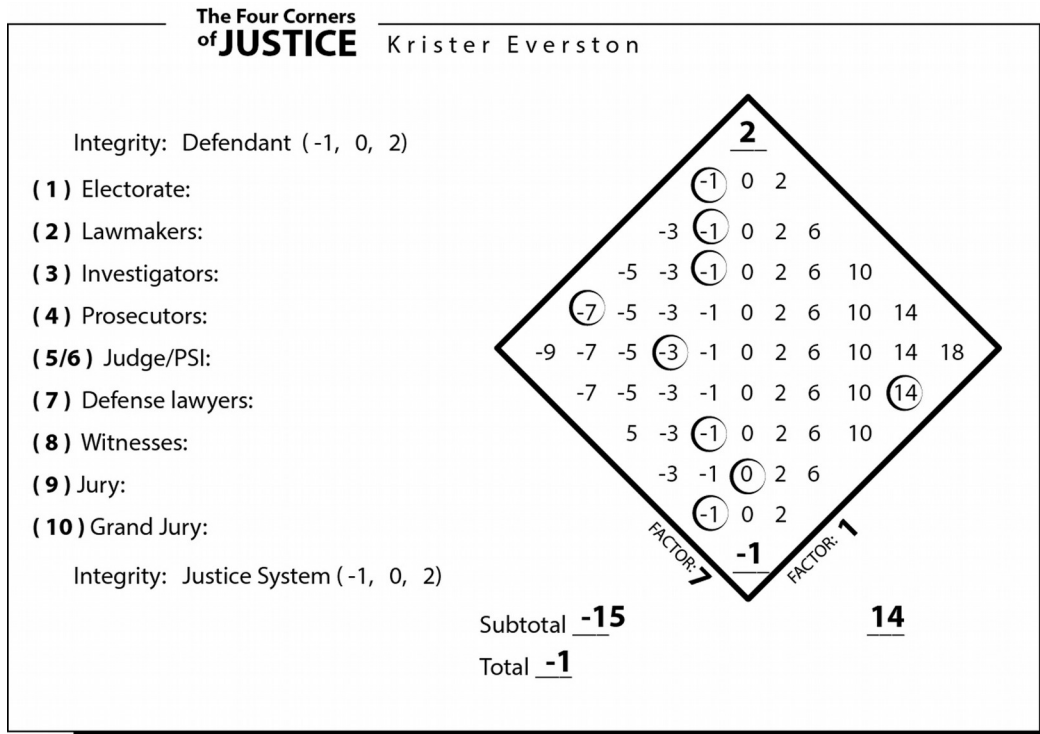 The Four Corners
of JUSTICE Krister Everston
2
Integrity: Defendant ( -1, 0, 2)
( 1 ) Electorate: -1 0 2
( 2 ) Lawmakers: -3 -1 0 2 6
( 3 ) Investigators: -5 -3 -1 0 2 6 10
( 4 ) Prosecutors: -7 -5 -3 -1 0 2 6 10 14
( 5/6 ) Judge/PSI: -9 -7 -5 -3 -1 0 2 6 10 14 18
( 7 ) Defense lawyers: -7 -5 -3 -1 0 2 6 10 14
( 8 ) Witnesses: 5 -3 -1 0 2 6 10
( 9 ) Jury: -3 -1 0 2 6
( 10 ) Grand Jury: -1 0 2
FACTOR: 7 -1 FACTOR: 1
Integrity: Justice System ( -1, 0, 2)
Subtotal -15 14
Total -1